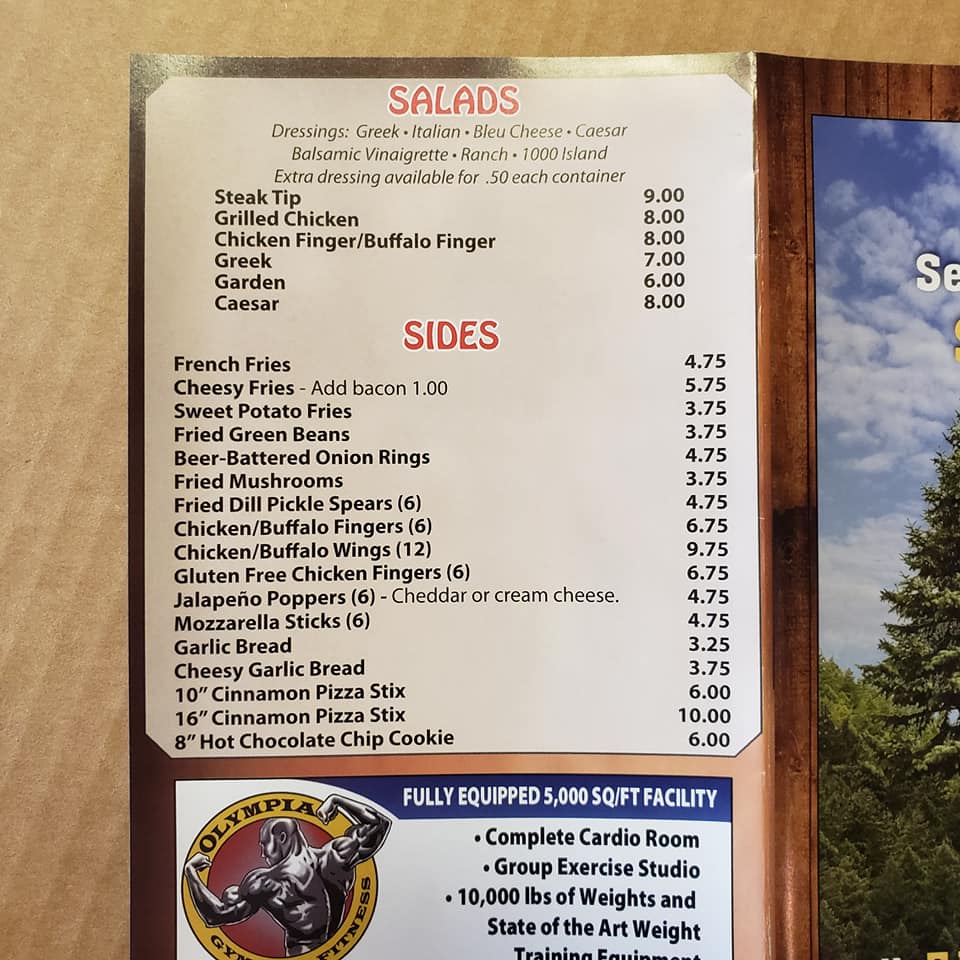 SALADS
Dressings: Greek • Italian • Bleu Cheese • Caesar
Balsamic Vinaigrette • Ranch • 1000 Island
Extra dressing available for .50 each container
Steak Tip 9.00
Grilled Chicken 8.00
Chicken Finger/Buffalo Finger 8.00
Greek 7.00
Garden 6.00
Caesar 8.00
SIDES
French Fries 4.75
Cheesy Fries - Add bacon 1.00 5.75
Sweet Potato Fries 3.75
Fried Green Beans 3.75
Beer-Battered Onion Rings 4.75
Fried Mushrooms 3.75
Fried Dill Pickle Spears (6) 4.75
Chicken/Buffalo Fingers (6) 6.75
Chicken/Buffalo Wings (12) 9.75
Gluten Free Chicken Fingers (6) 6.75
Jalapeño Poppers (6) - Cheddar or cream cheese. 4.75
Mozzarella Sticks (6) 4.75
Garlic Bread 3.25
Cheesy Garlic Bread 3.75
10" Cinnamon Pizza Stix 6.00
16" Cinnamon Pizza Stix 10.00
8" Hot Chocolate Chip Cookie 6.00
OLYMPIA
GYM FITNESS
FULLY EQUIPPED 5,000 SQ/FT FACILITY
• Complete Cardio Room
• Group Exercise Studio
• 10,000 lbs of Weights and
State of the Art Weight
Training Equipment
Se